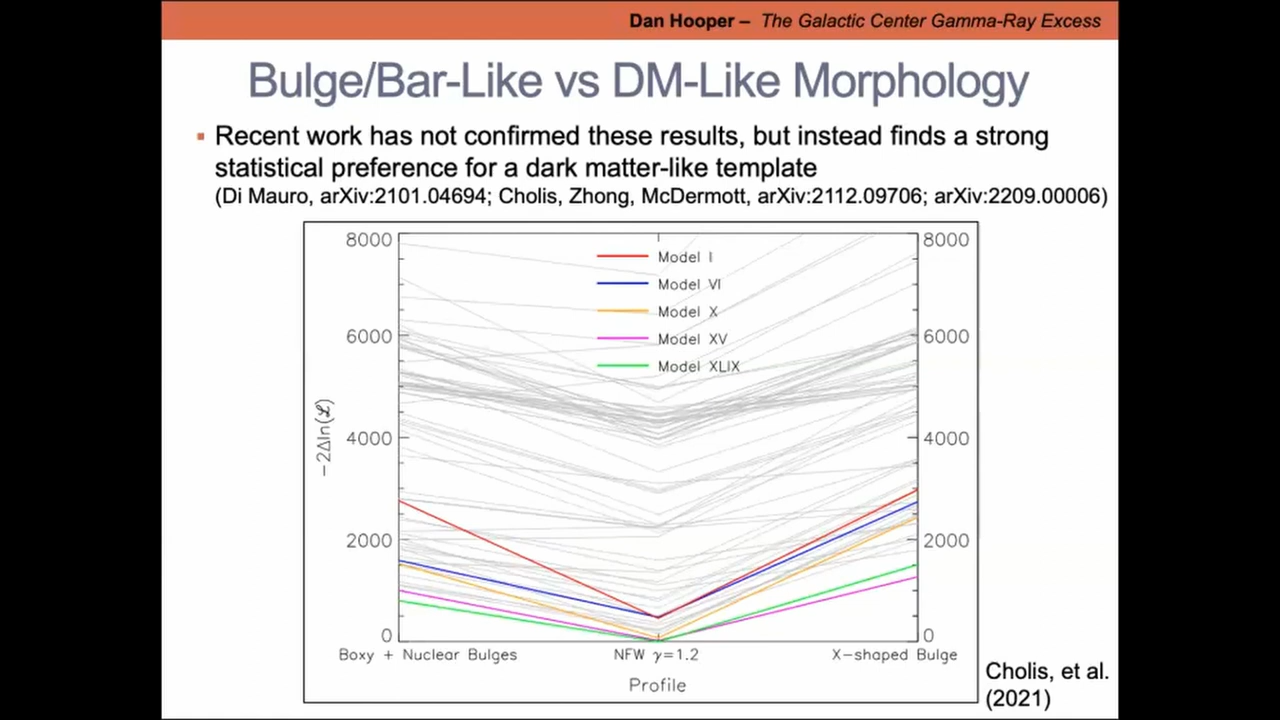 Dan Hooper – The Galactic Center Gamma-Ray Excess
Bulge/Bar-Like vs DM-Like Morphology
Recent work has not confirmed these results, but instead finds a strong
statistical preference for a dark matter-like template
(Di Mauro, arXiv:2101.04694; Cholis, Zhong, McDermott, arXiv:2112.09706; arXiv:2209.00006)
8000 8000
Model I
Model VI
Model X
6000 6000
Model XV
Model XLIX
−2Δln(ℒ)
4000 4000
2000 2000
0 0
Boxy + Nuclear Bulges NFW γ=1.2 X-shaped Bulge
Profile
Cholis, et al.
(2021)